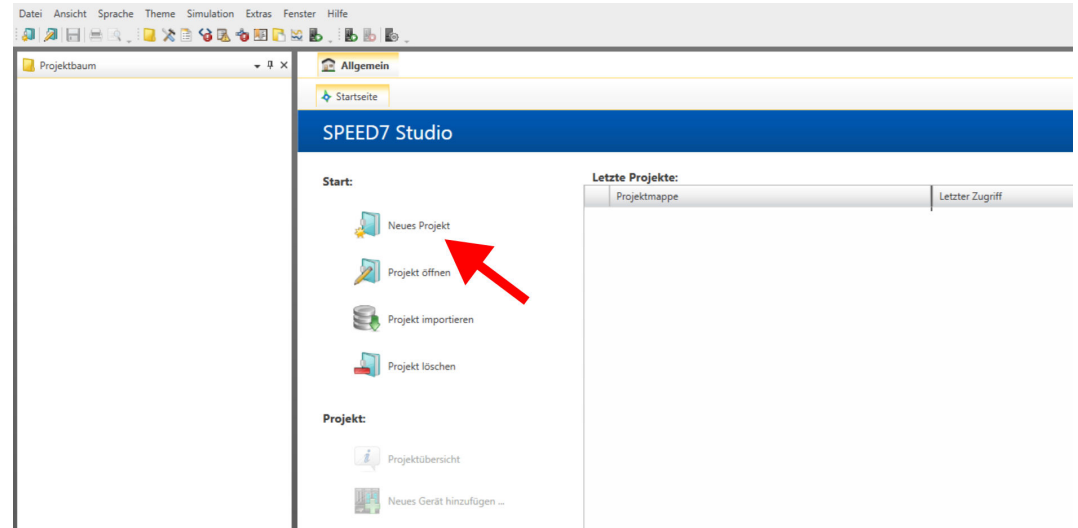 Datei Ansicht Sprache Theme Simulation Extras Fenster Hilfe
Projektbaum
Allgemein
Startseite
SPEED7 Studio
Start:
Neues Projekt
Projekt öffnen
Projekt importieren
Projekt löschen
Projekt:
Projektübersicht
Neues Gerät hinzufügen ...
Letzte Projekte:
Projektmappe Letzter Zugriff